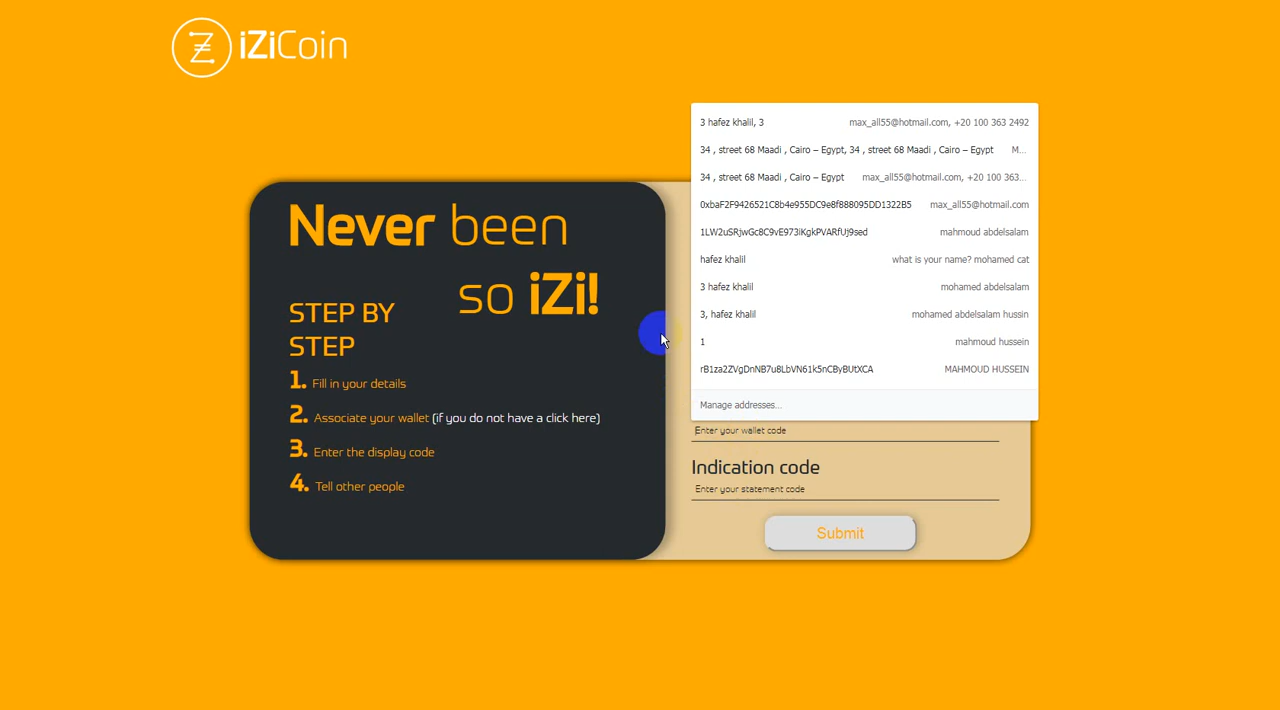 iZiCoin
Never been
so iZi!
STEP BY
STEP
1. Fill in your details
2. Associate your wallet (if you do not have a click here)
3. Enter the display code
4. Tell other people
3 hafez khalil, 3 max_all55@hotmail.com, +20 100 363 2492
34 , street 68 Maadi , Cairo – Egypt, 34 , street 68 Maadi , Cairo – Egypt M...
34 , street 68 Maadi , Cairo – Egypt max_all55@hotmail.com, +20 100 363...
0xbaF2F9426521C8b4e955DC9e8f888095DD1322B5 max_all55@hotmail.com
1LW2uSRjwGc8C9vE973iKgkPVARfUj9sed mahmoud abdelsalam
hafez khalil what is your name? mohamed cat
3 hafez khalil mohamed abdelsalam
3, hafez khalil mohamed abdelsalam hussin
1 mahmoud hussein
rB1za2ZVgDnNB7u8LbVN61k5nCByBUtXCA MAHMOUD HUSSEIN
Manage addresses...
Enter your wallet code
Indication code
Enter your statement code
Submit